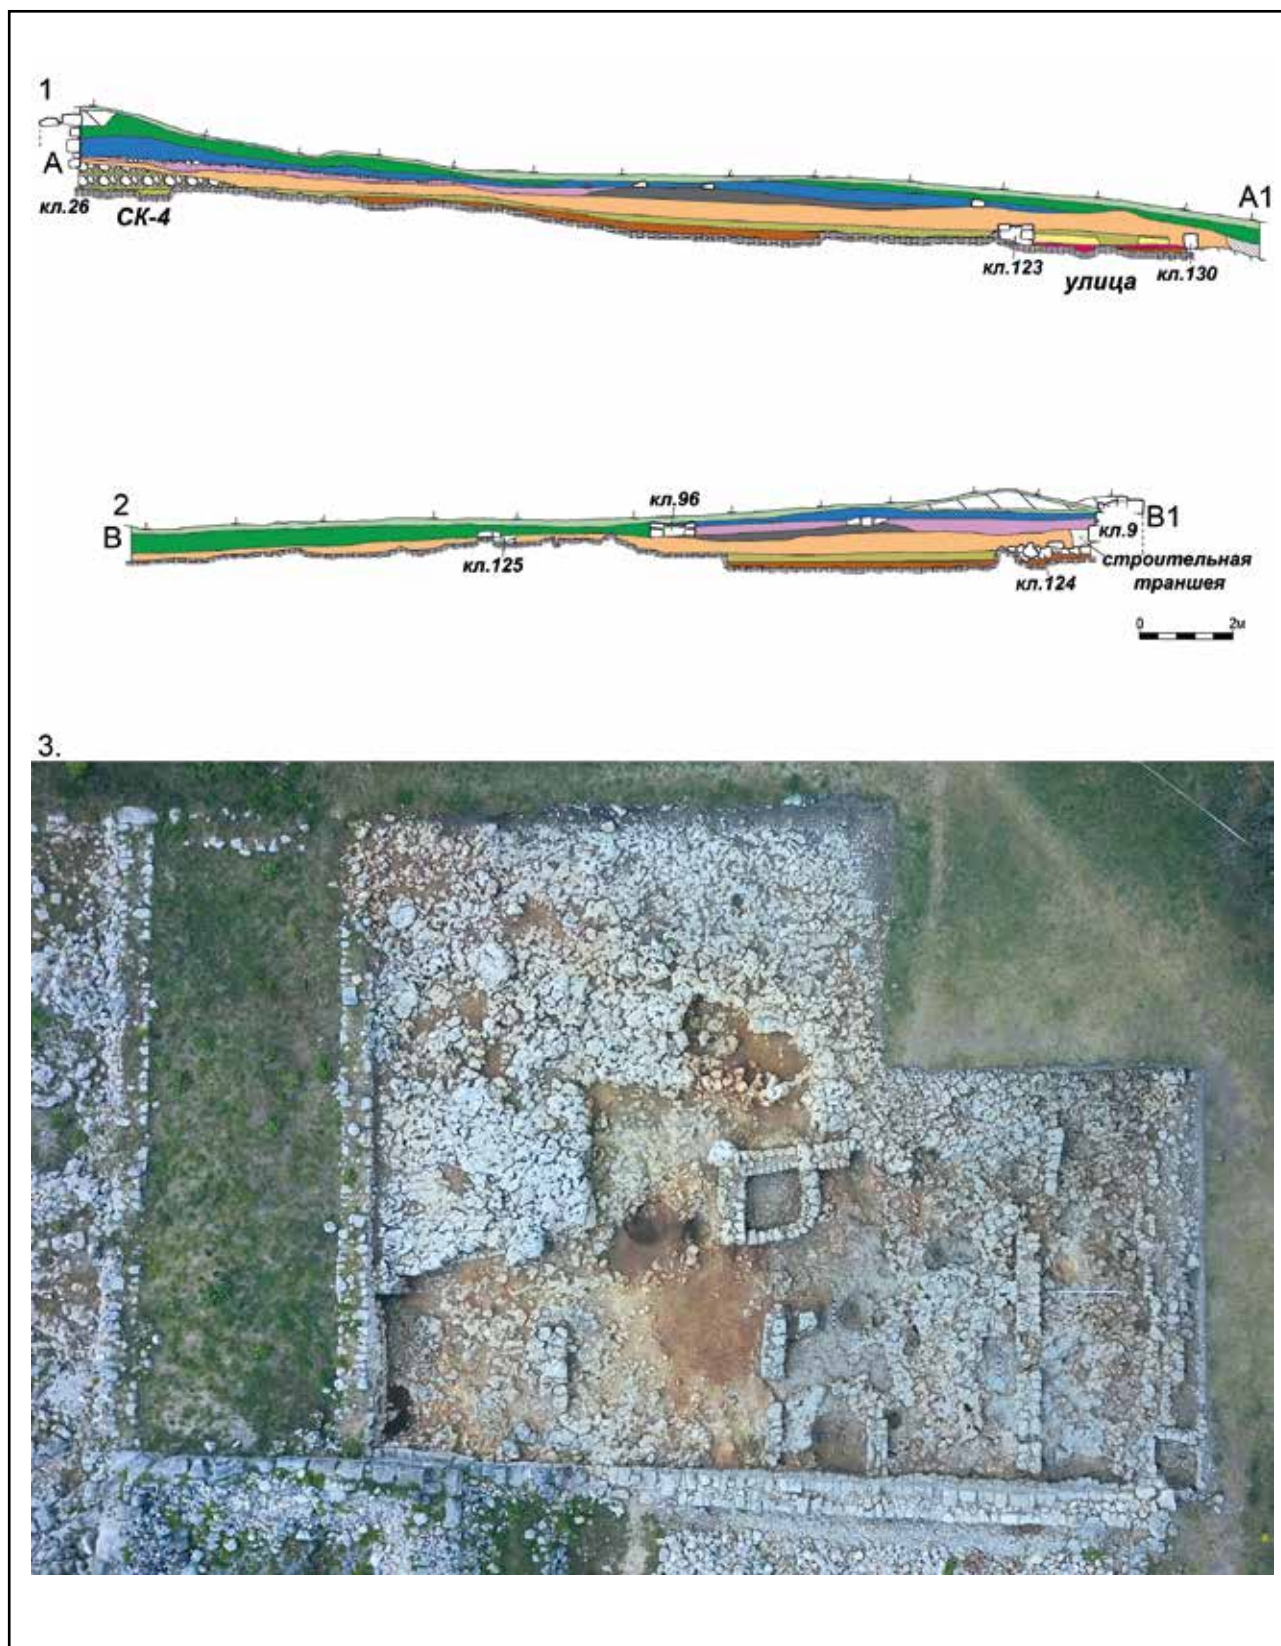 1
A
A1
кл.26
СК-4
кл.123
улица
кл.130
2
B
кл.96
B1
кл.9
кл.125
кл.124
строительная
траншея
0 2м
3.